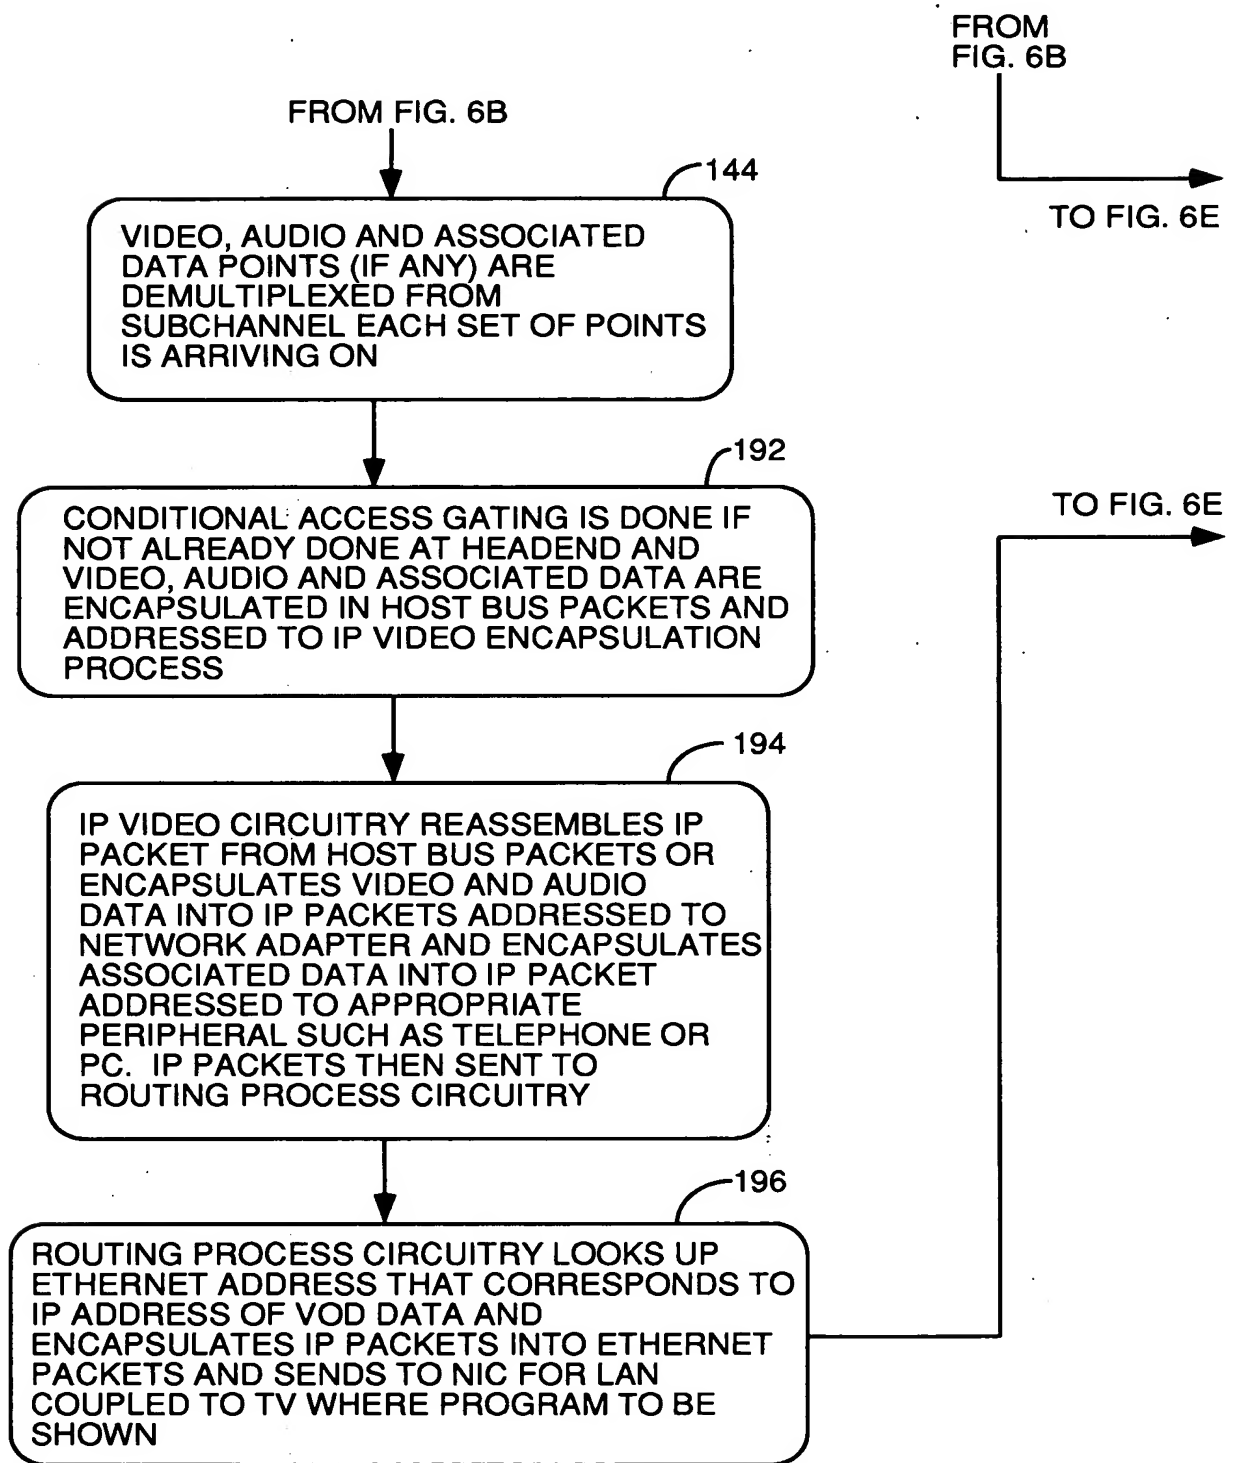 FROM
FIG. 6B
FROM FIG. 6B
144
TO FIG. 6E
VIDEO, AUDIO AND ASSOCIATED
DATA POINTS (IF ANY) ARE
DEMULTIPLEXED FROM
SUBCHANNEL EACH SET OF POINTS
IS ARRIVING ON
192
TO FIG. 6E
CONDITIONAL ACCESS GATING IS DONE IF
NOT ALREADY DONE AT HEADEND AND
VIDEO, AUDIO AND ASSOCIATED DATA ARE
ENCAPSULATED IN HOST BUS PACKETS AND
ADDRESSED TO IP VIDEO ENCAPSULATION
PROCESS
194
IP VIDEO CIRCUITRY REASSEMBLES IP
PACKET FROM HOST BUS PACKETS OR
ENCAPSULATES VIDEO AND AUDIO
DATA INTO IP PACKETS ADDRESSED TO
NETWORK ADAPTER AND ENCAPSULATES
ASSOCIATED DATA INTO IP PACKET
ADDRESSED TO APPROPRIATE
PERIPHERAL SUCH AS TELEPHONE OR
PC. IP PACKETS THEN SENT TO
ROUTING PROCESS CIRCUITRY
196
ROUTING PROCESS CIRCUITRY LOOKS UP
ETHERNET ADDRESS THAT CORRESPONDS TO
IP ADDRESS OF VOD DATA AND
ENCAPSULATES IP PACKETS INTO ETHERNET
PACKETS AND SENDS TO NIC FOR LAN
COUPLED TO TV WHERE PROGRAM TO BE
SHOWN